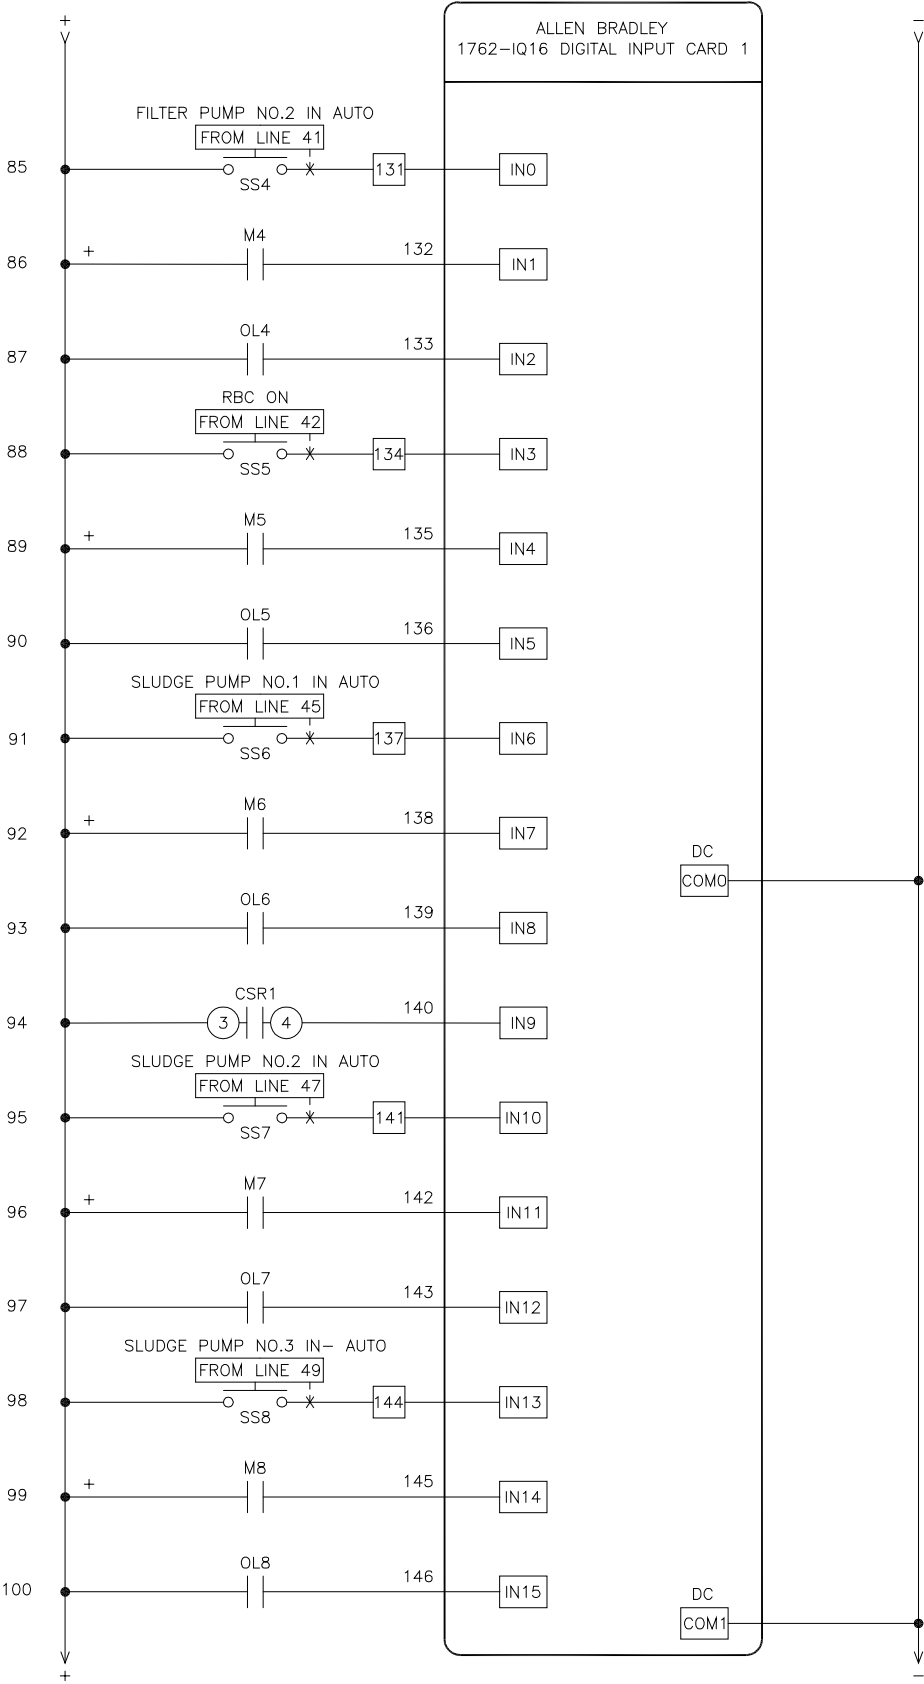 +
–
ALLEN BRADLEY
1762-IQ16 DIGITAL INPUT CARD 1
FILTER PUMP NO.2 IN AUTO
FROM LINE 41
85
SS4
131
IN0
M4
86
+
132
IN1
OL4
87
133
IN2
RBC ON
FROM LINE 42
88
SS5
134
IN3
M5
89
+
135
IN4
OL5
90
136
IN5
SLUDGE PUMP NO.1 IN AUTO
FROM LINE 45
91
SS6
137
IN6
M6
92
+
138
IN7
DC
COM0
OL6
93
139
IN8
CSR1
94
3
4
140
IN9
SLUDGE PUMP NO.2 IN AUTO
FROM LINE 47
95
SS7
141
IN10
M7
96
+
142
IN11
OL7
97
143
IN12
SLUDGE PUMP NO.3 IN- AUTO
FROM LINE 49
98
SS8
144
IN13
M8
99
+
145
IN14
OL8
100
146
IN15
DC
COM1
+
–